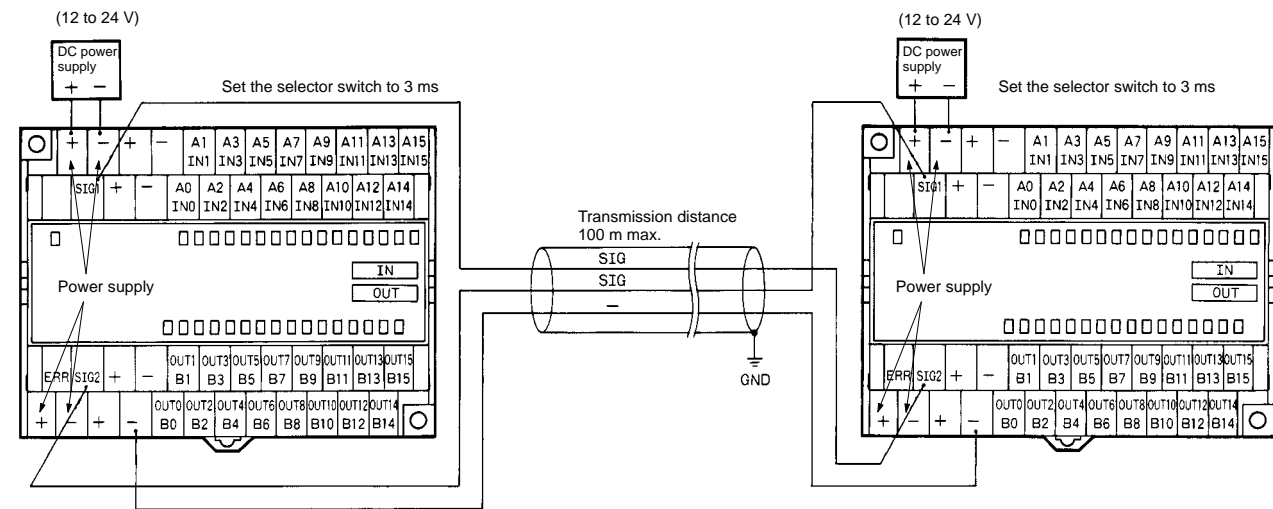 (12 to 24 V)
DC power
supply
+ −
Set the selector switch to 3 ms
+ − + − A1 A3 A5 A7 A9 A11 A13 A15
IN1 IN3 IN5 IN7 IN9 IN11 IN13 IN15
SIG1 + − A0 A2 A4 A6 A8 A10 A12 A14
IN0 IN2 IN4 IN6 IN8 IN10 IN12 IN14
IN
OUT
Power supply
OUT1 OUT3 OUT5 OUT7 OUT9 OUT11 OUT13 OUT15
ERR SIG2 + − B1 B3 B5 B7 B9 B11 B13 B15
OUT0 OUT2 OUT4 OUT6 OUT8 OUT10 OUT12 OUT14
+ − + − B0 B2 B4 B6 B8 B10 B12 B14
Transmission distance
100 m max.
SIG
SIG
−
GND
(12 to 24 V)
DC power
supply
+ −
Set the selector switch to 3 ms
+ − + − A1 A3 A5 A7 A9 A11 A13 A15
IN1 IN3 IN5 IN7 IN9 IN11 IN13 IN15
SIG1 + − A0 A2 A4 A6 A8 A10 A12 A14
IN0 IN2 IN4 IN6 IN8 IN10 IN12 IN14
IN
OUT
Power supply
OUT1 OUT3 OUT5 OUT7 OUT9 OUT11 OUT13 OUT15
ERR SIG2 + − B1 B3 B5 B7 B9 B11 B13 B15
OUT0 OUT2 OUT4 OUT6 OUT8 OUT10 OUT12 OUT14
+ − + − B0 B2 B4 B6 B8 B10 B12 B14